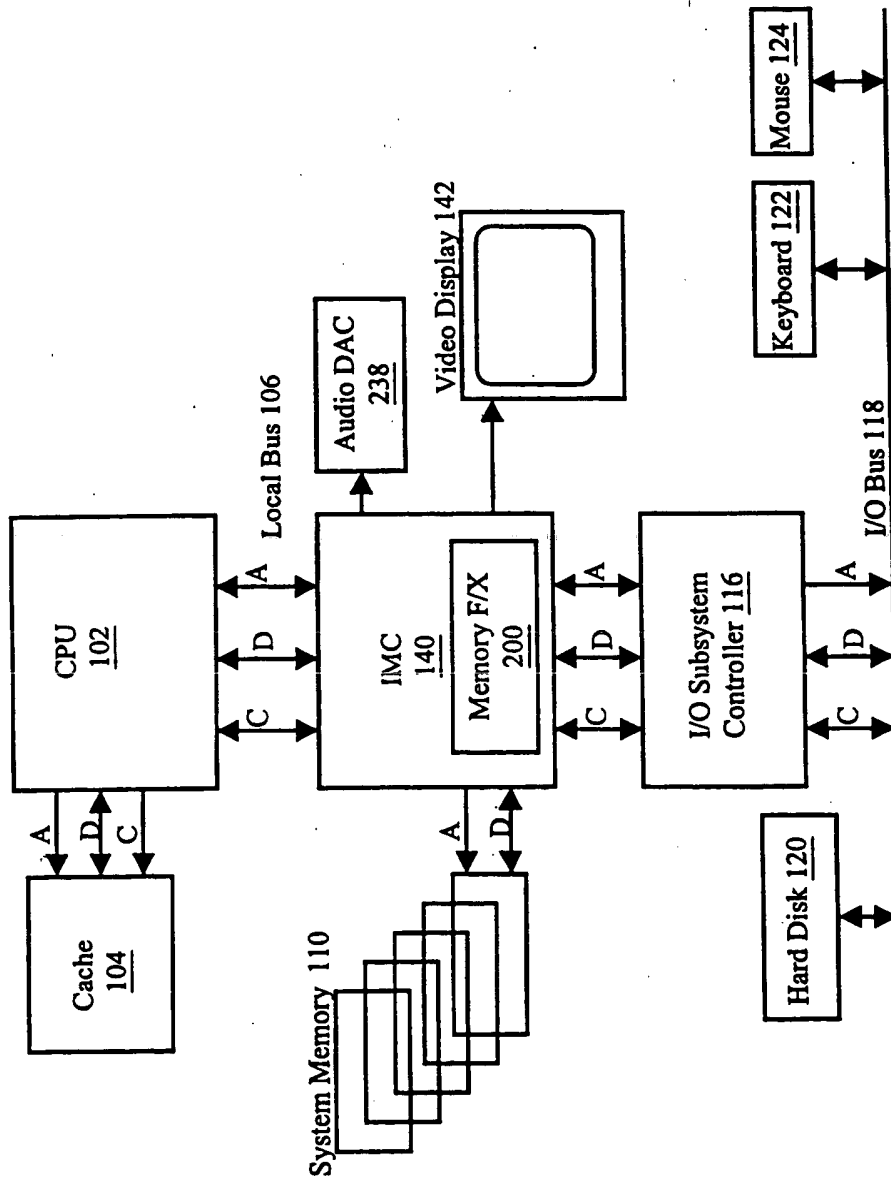 CPU
102
Cache
104
A
D
C
Local Bus 106
C
D
A
System Memory 110
A
D
IMC
140
Memory F/X
200
Audio DAC
238
Video Display 142
C
D
A
I/O Subsystem
Controller 116
C
D
A
I/O Bus 118
Hard Disk 120
Keyboard 122
Mouse 124